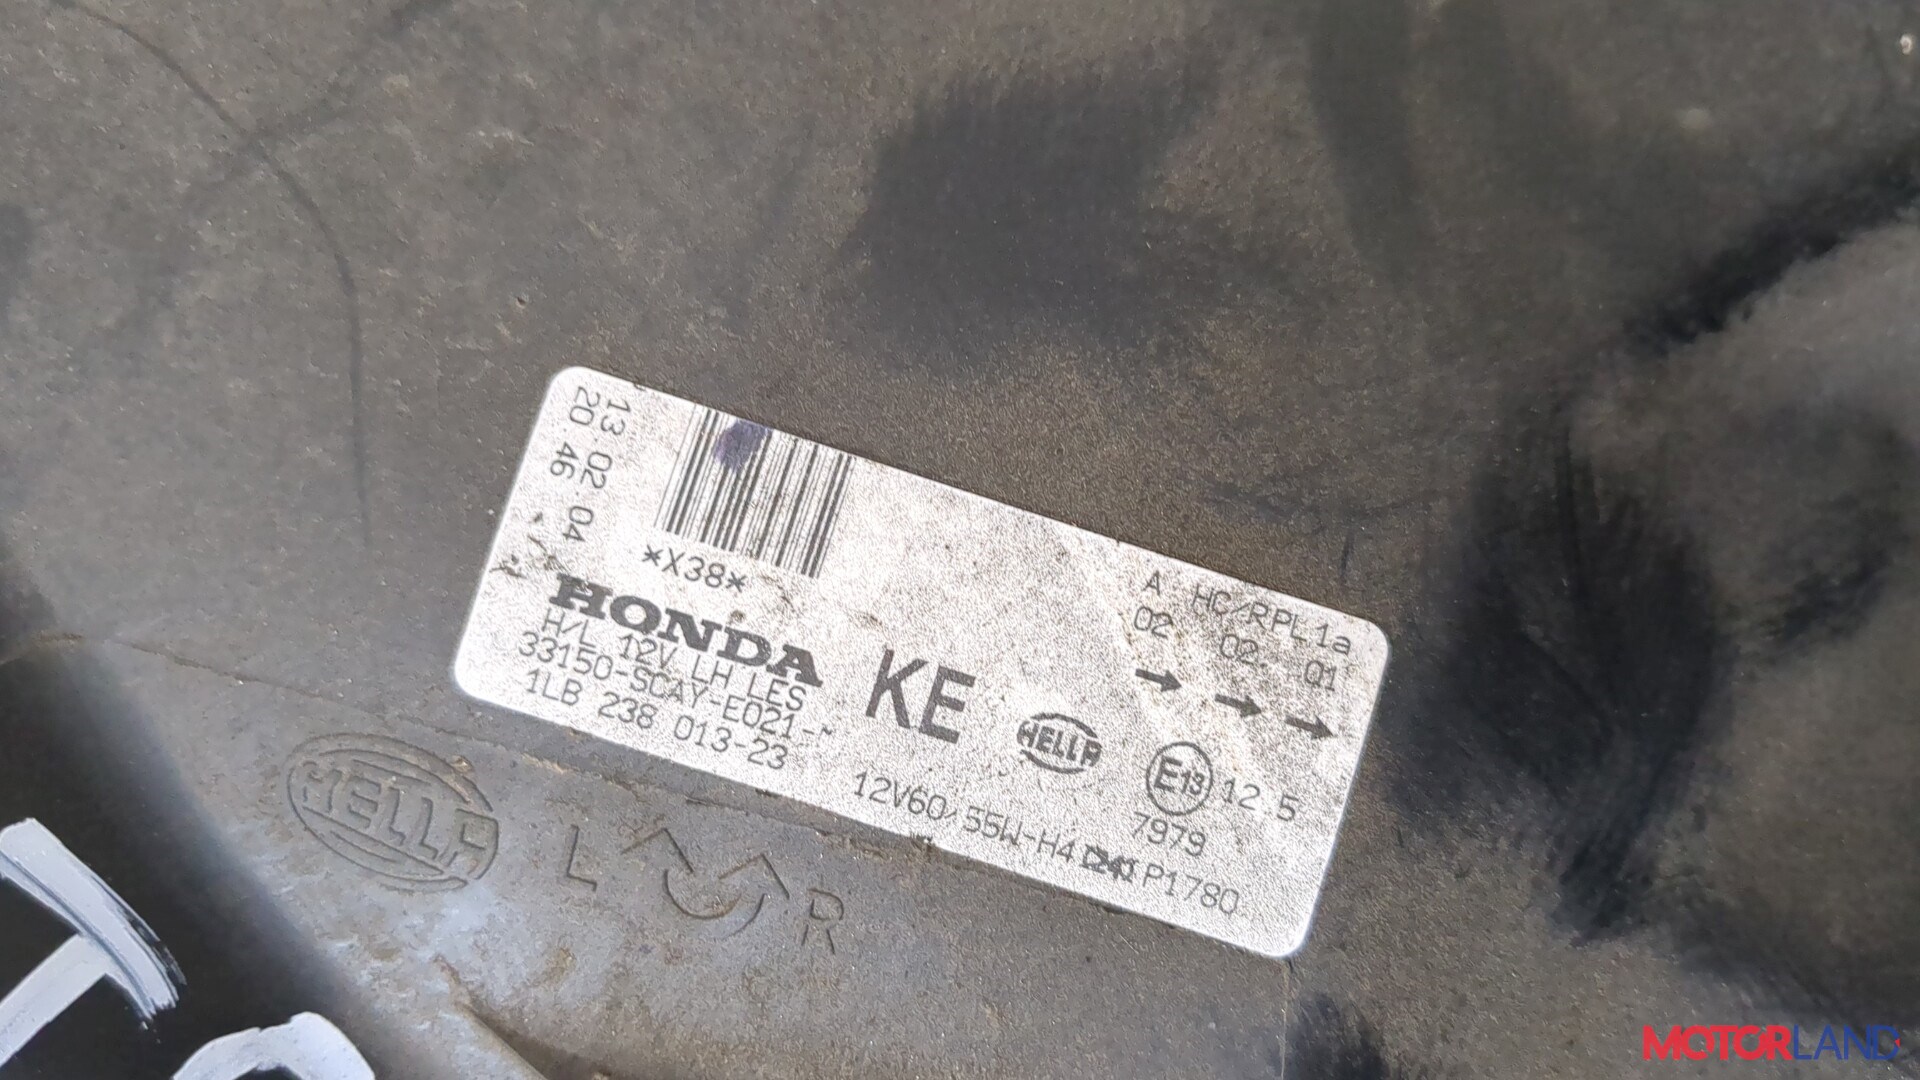 13 02 04
20 46
*X38*
HONDA
H/L 12V LH LES
33150-SCAY-E021-
1LB 238 013-23
KE
HELLA
A HC/RPL1a
02 02 01
→ → →
E13 12.5
7979
12V60/55W-H4 P1780
HELLA
L R
MOTORLAND